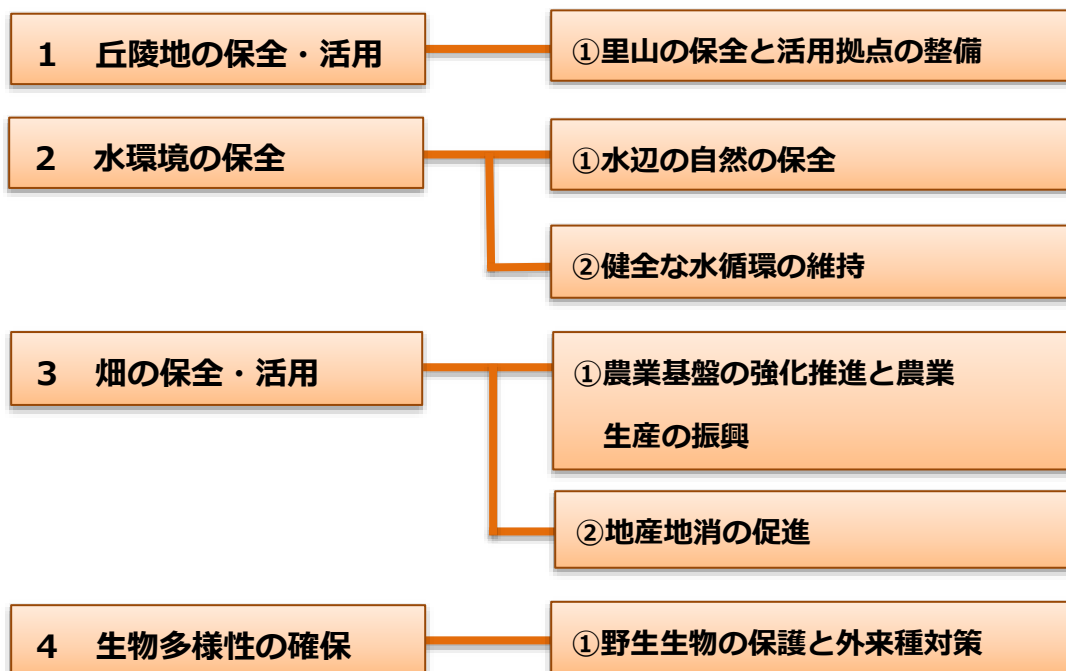 1 丘陵地の保全・活用
①里山の保全と活用拠点の整備
2 水環境の保全
①水辺の自然の保全
②健全な水循環の維持
3 畑の保全・活用
①農業基盤の強化推進と農業
生産の振興
②地産地消の促進
4 生物多様性の確保
①野生生物の保護と外来種対策